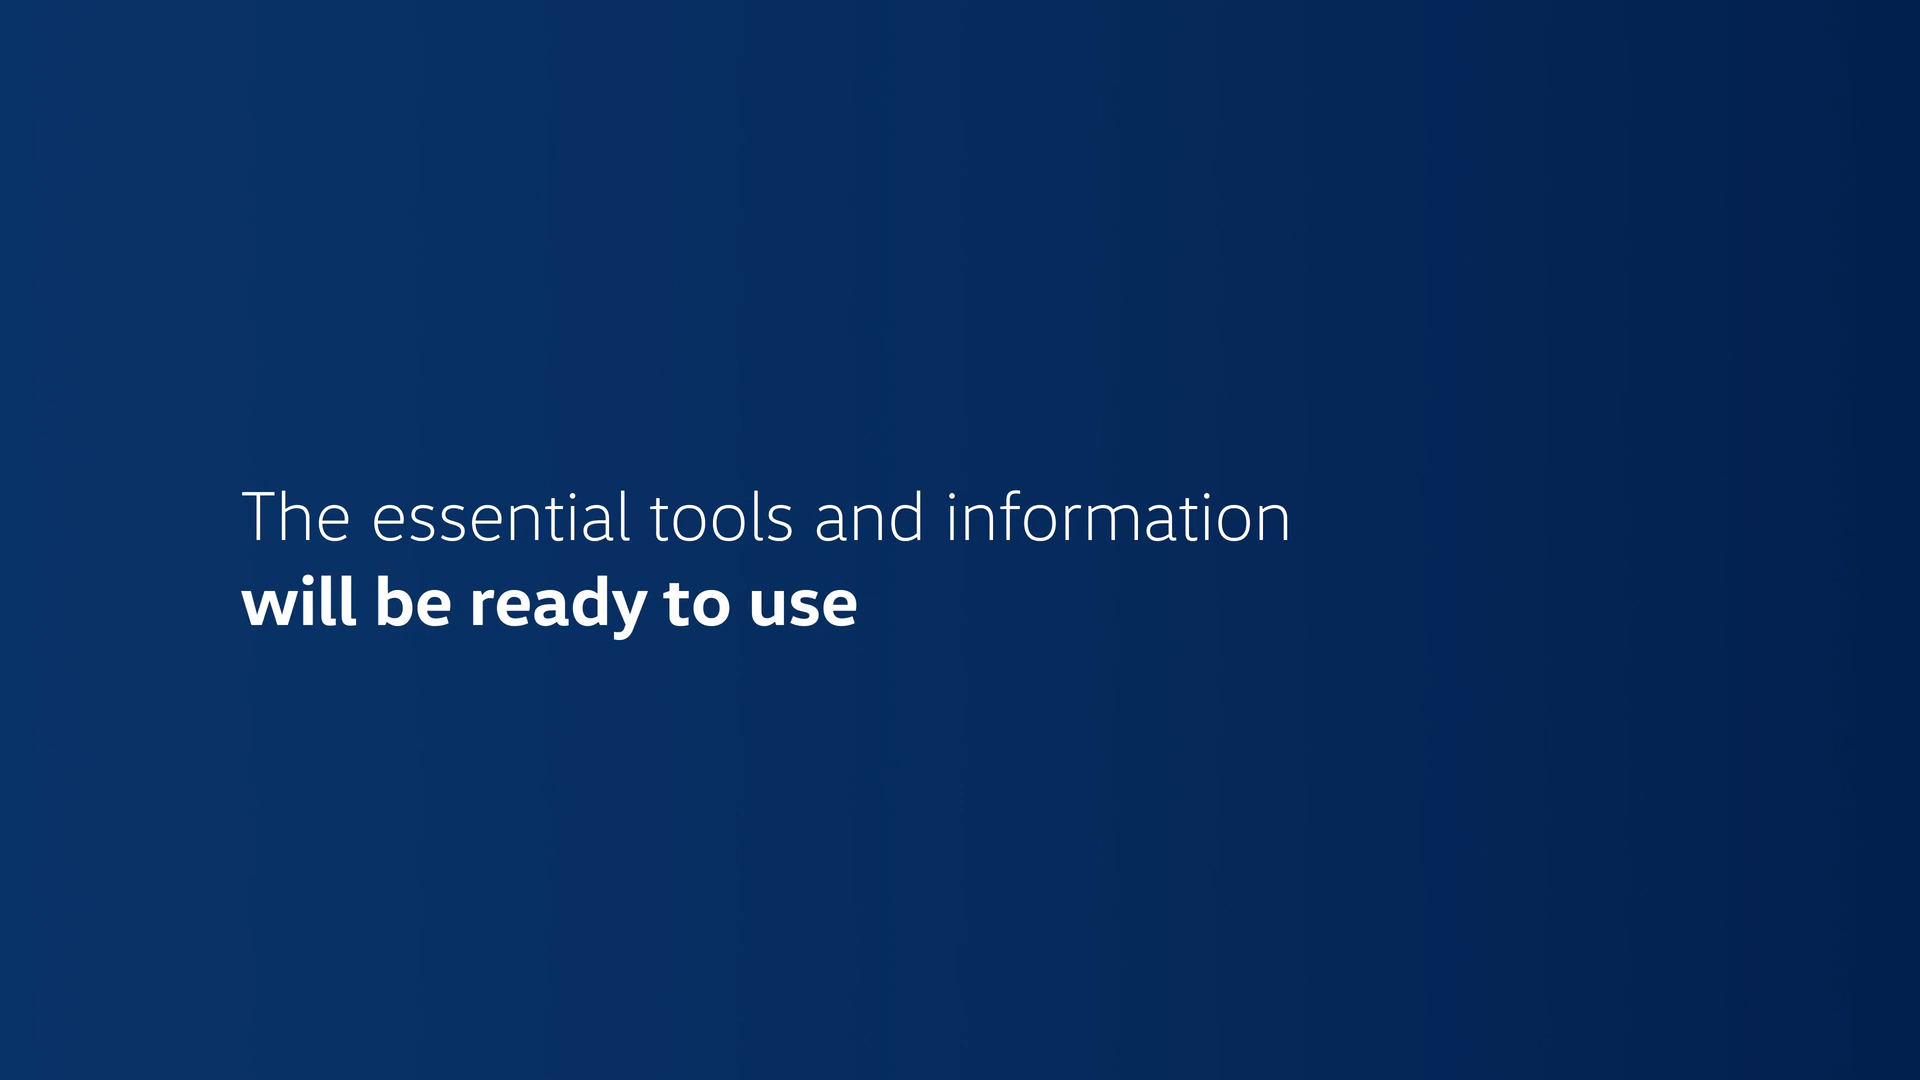 The essential tools and information
will be ready to use